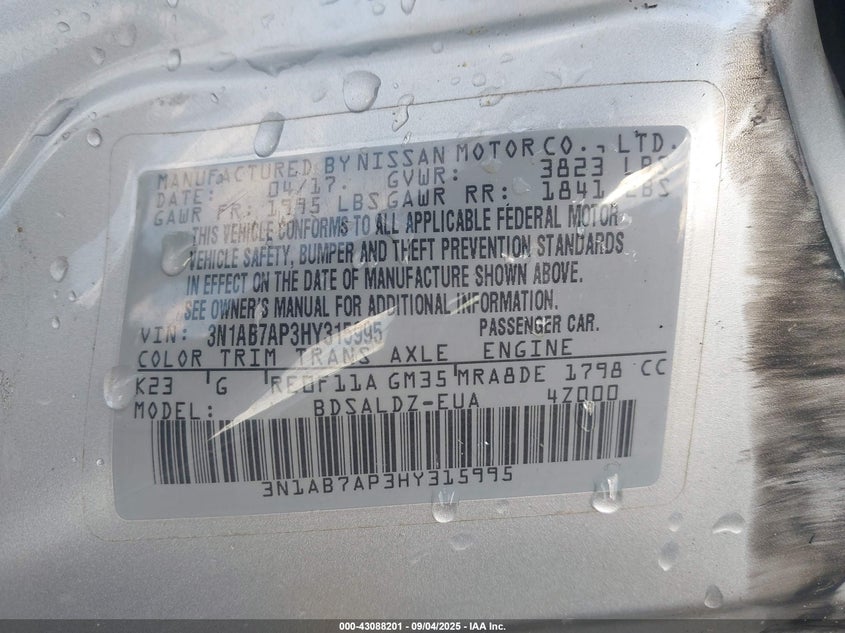 MANUFACTURED BY NISSAN MOTOR CO., LTD.
DATE: 04/17. GVWR: 3823 LBS
GAWR FR: 1995 LBS GAWR RR: 1841 LBS
THIS VEHICLE CONFORMS TO ALL APPLICABLE FEDERAL MOTOR
VEHICLE SAFETY, BUMPER AND THEFT PREVENTION STANDARDS
IN EFFECT ON THE DATE OF MANUFACTURE SHOWN ABOVE.
SEE OWNER'S MANUAL FOR ADDITIONAL INFORMATION.
VIN: 3N1AB7AP3HY315995 PASSENGER CAR.
COLOR TRIM TRANS AXLE ENGINE
K23 G RE0F11A GM35 MRA8DE 1798 CC
MODEL: BDSALDZ-EUA 4Z000
3N1AB7AP3HY315995
000-43088201 - 09/04/2025 - IAA Inc.